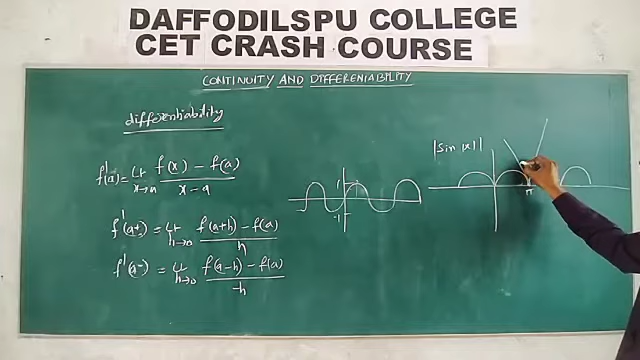 DAFFODILSPU COLLEGE
CET CRASH COURSE
CONTINUITY AND DIFFERENIABILITY
differentiability
f'(a) = Lt x→a f(x) - f(a) / x - a
f'(a+) = Lt h→0 f(a+h) - f(a) / h
f'(a-) = Lt h→0 f(a-h) - f(a) / -h
1
-1
|sin |x||
π